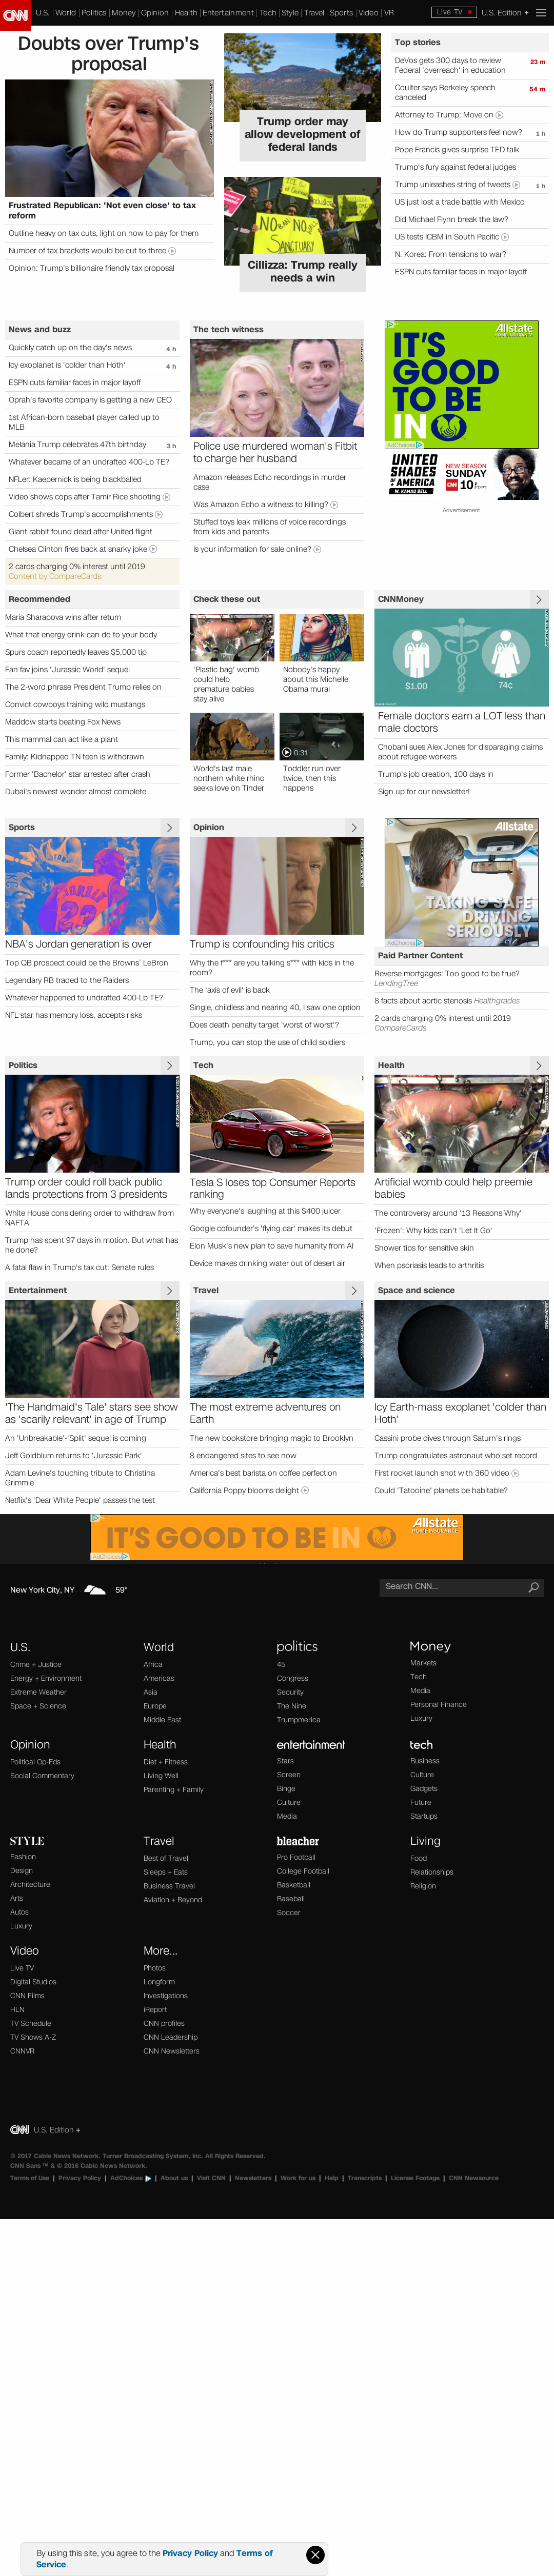 CNN
U.S. World Politics Money Opinion Health Entertainment Tech Style Travel Sports Video VR
Live TV
U.S. Edition +
Doubts over Trump's
proposal
Frustrated Republican: 'Not even close' to tax
reform
Outline heavy on tax cuts, light on how to pay for them
Number of tax brackets would be cut to three
Opinion: Trump's billionaire friendly tax proposal
Trump order may
allow development of
federal lands
Cillizza: Trump really
needs a win
Top stories
DeVos gets 300 days to review 23 m
Federal 'overreach' in education
Coulter says Berkeley speech 54 m
canceled
Attorney to Trump: Move on
How do Trump supporters feel now? 1 h
Pope Francis gives surprise TED talk
Trump's fury against federal judges
Trump unleashes string of tweets 1 h
US just lost a trade battle with Mexico
Did Michael Flynn break the law?
US tests ICBM in South Pacific
N. Korea: From tensions to war?
ESPN cuts familiar faces in major layoff
News and buzz
Quickly catch up on the day's news 4 h
Icy exoplanet is 'colder than Hoth' 4 h
ESPN cuts familiar faces in major layoff
Oprah's favorite company is getting a new CEO
1st African-born baseball player called up to
MLB
Melania Trump celebrates 47th birthday 3 h
Whatever became of an undrafted 400-Lb TE?
NFLer: Kaepernick is being blackballed
Video shows cops after Tamir Rice shooting
Colbert shreds Trump's accomplishments
Giant rabbit found dead after United flight
Chelsea Clinton fires back at snarky joke
2 cards charging 0% interest until 2019
Content by CompareCards
The tech witness
Police use murdered woman's Fitbit
to charge her husband
Amazon releases Echo recordings in murder
case
Was Amazon Echo a witness to killing?
Stuffed toys leak millions of voice recordings
from kids and parents
Is your information for sale online?
Allstate
HOME INSURANCE
IT'S
GOOD
TO BE
IN
AdChoices
UNITED
SHADES OF
AMERICA
W. KAMAU BELL
NEW SEASON
SUNDAY
CNN 10P
Advertisement
Recommended
Maria Sharapova wins after return
What that energy drink can do to your body
Spurs coach reportedly leaves $5,000 tip
Fan fav joins 'Jurassic World' sequel
The 2-word phrase President Trump relies on
Convict cowboys training wild mustangs
Maddow starts beating Fox News
This mammal can act like a plant
Family: Kidnapped TN teen is withdrawn
Former 'Bachelor' star arrested after crash
Dubai's newest wonder almost complete
Check these out
'Plastic bag' womb
could help
premature babies
stay alive
Nobody's happy
about this Michelle
Obama mural
0:31
World's last male
northern white rhino
seeks love on Tinder
Toddler run over
twice, then this
happens
CNNMoney
$1.00
74c
Female doctors earn a LOT less than
male doctors
Chobani sues Alex Jones for disparaging claims
about refugee workers
Trump's job creation, 100 days in
Sign up for our newsletter!
Sports
NBA's Jordan generation is over
Top QB prospect could be the Browns' LeBron
Legendary RB traded to the Raiders
Whatever happened to undrafted 400-Lb TE?
NFL star has memory loss, accepts risks
Opinion
Trump is confounding his critics
Why the f*** are you talking s*** with kids in the
room?
The 'axis of evil' is back
Single, childless and nearing 40, I saw one option
Does death penalty target 'worst of worst'?
Trump, you can stop the use of child soldiers
Allstate
TAKING SAFE
DRIVING
SERIOUSLY
AdChoices
Paid Partner Content
Reverse mortgages: Too good to be true?
LendingTree
8 facts about aortic stenosis Healthgrades
2 cards charging 0% interest until 2019
CompareCards
Politics
Trump order could roll back public
lands protections from 3 presidents
White House considering order to withdraw from
NAFTA
Trump has spent 97 days in motion. But what has
he done?
A fatal flaw in Trump's tax cut: Senate rules
Tech
Tesla S loses top Consumer Reports
ranking
Why everyone's laughing at this $400 juicer
Google cofounder's 'flying car' makes its debut
Elon Musk's new plan to save humanity from AI
Device makes drinking water out of desert air
Health
Artificial womb could help preemie
babies
The controversy around '13 Reasons Why'
'Frozen': Why kids can't 'Let It Go'
Shower tips for sensitive skin
When psoriasis leads to arthritis
Entertainment
'The Handmaid's Tale' stars see show
as 'scarily relevant' in age of Trump
An 'Unbreakable'-'Split' sequel is coming
Jeff Goldblum returns to 'Jurassic Park'
Adam Levine's touching tribute to Christina
Grimmie
Netflix's 'Dear White People' passes the test
Travel
The most extreme adventures on
Earth
The new bookstore bringing magic to Brooklyn
8 endangered sites to see now
America's best barista on coffee perfection
California Poppy blooms delight
Space and science
Icy Earth-mass exoplanet 'colder than
Hoth'
Cassini probe dives through Saturn's rings
Trump congratulates astronaut who set record
First rocket launch shot with 360 video
Could 'Tatooine' planets be habitable?
IT'S GOOD TO BE IN
Allstate
HOME INSURANCE
AdChoices
New York City, NY 59°
Search CNN...
U.S.
Crime + Justice
Energy + Environment
Extreme Weather
Space + Science
World
Africa
Americas
Asia
Europe
Middle East
politics
45
Congress
Security
The Nine
Trumpmerica
Money
Markets
Tech
Media
Personal Finance
Luxury
Opinion
Political Op-Eds
Social Commentary
Health
Diet + Fitness
Living Well
Parenting + Family
entertainment
Stars
Screen
Binge
Culture
Media
tech
Business
Culture
Gadgets
Future
Startups
STYLE
Fashion
Design
Architecture
Arts
Autos
Luxury
Travel
Best of Travel
Sleeps + Eats
Business Travel
Aviation + Beyond
bleacher
Pro Football
College Football
Basketball
Baseball
Soccer
Living
Food
Relationships
Religion
Video
Live TV
Digital Studios
CNN Films
HLN
TV Schedule
TV Shows A-Z
CNNVR
More...
Photos
Longform
Investigations
iReport
CNN profiles
CNN Leadership
CNN Newsletters
CNN U.S. Edition +
© 2017 Cable News Network. Turner Broadcasting System, Inc. All Rights Reserved.
CNN Sans ™ & © 2016 Cable News Network.
Terms of Use | Privacy Policy | AdChoices | About us | Visit CNN | Newsletters | Work for us | Help | Transcripts | License Footage | CNN Newsource
By using this site, you agree to the Privacy Policy and Terms of
Service.